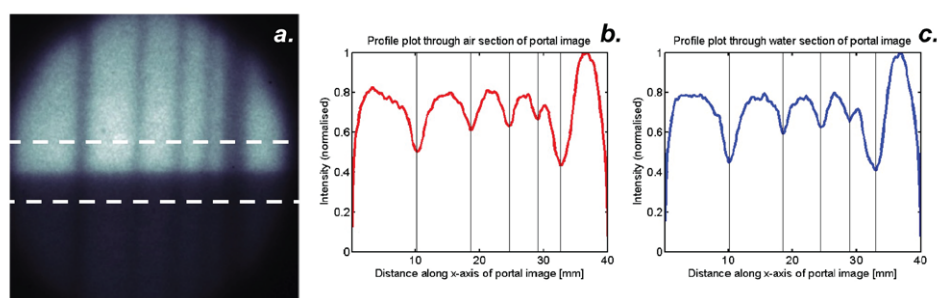 a.
b.
Profile plot through air section of portal image
1
0.8
0.6
0.4
0.2
0
10
20
30
40
Intensity (normalised)
Distance along x-axis of portal image [mm]
c.
Profile plot through water section of portal image
1
0.8
0.6
0.4
0.2
0
10
20
30
40
Intensity (normalised)
Distance along x-axis of portal image [mm]